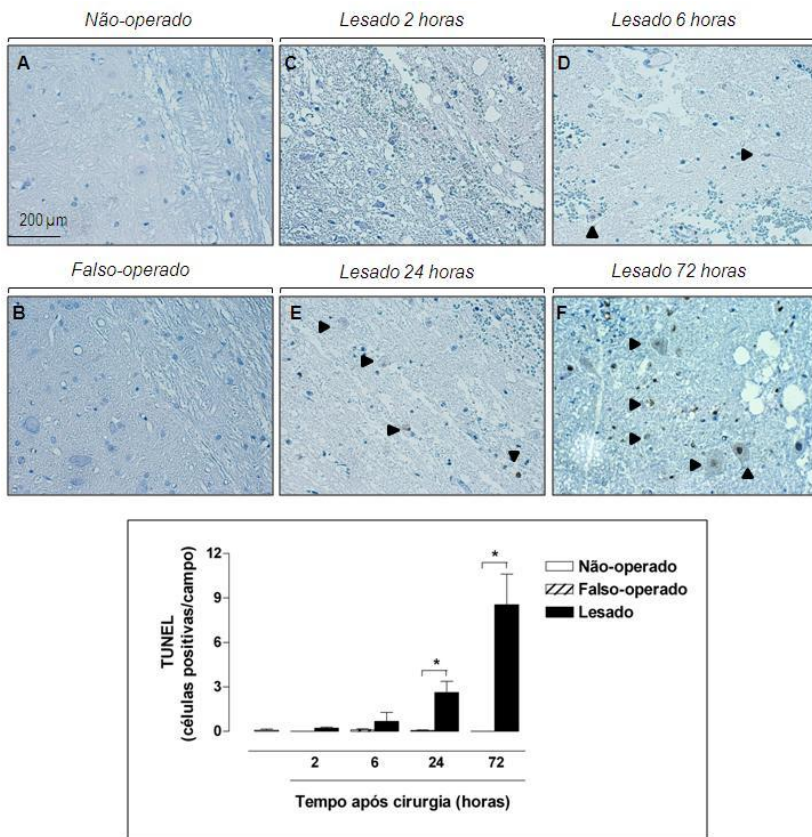 Não-operado
Lesado 2 horas
Lesado 6 horas
A
C
D
200 µm
Falso-operado
Lesado 24 horas
Lesado 72 horas
B
E
F
12
9
6
3
0
TUNEL
(células positivas/campo)
*
*
Não-operado
Falso-operado
Lesado
2 6 24 72
Tempo após cirurgia (horas)